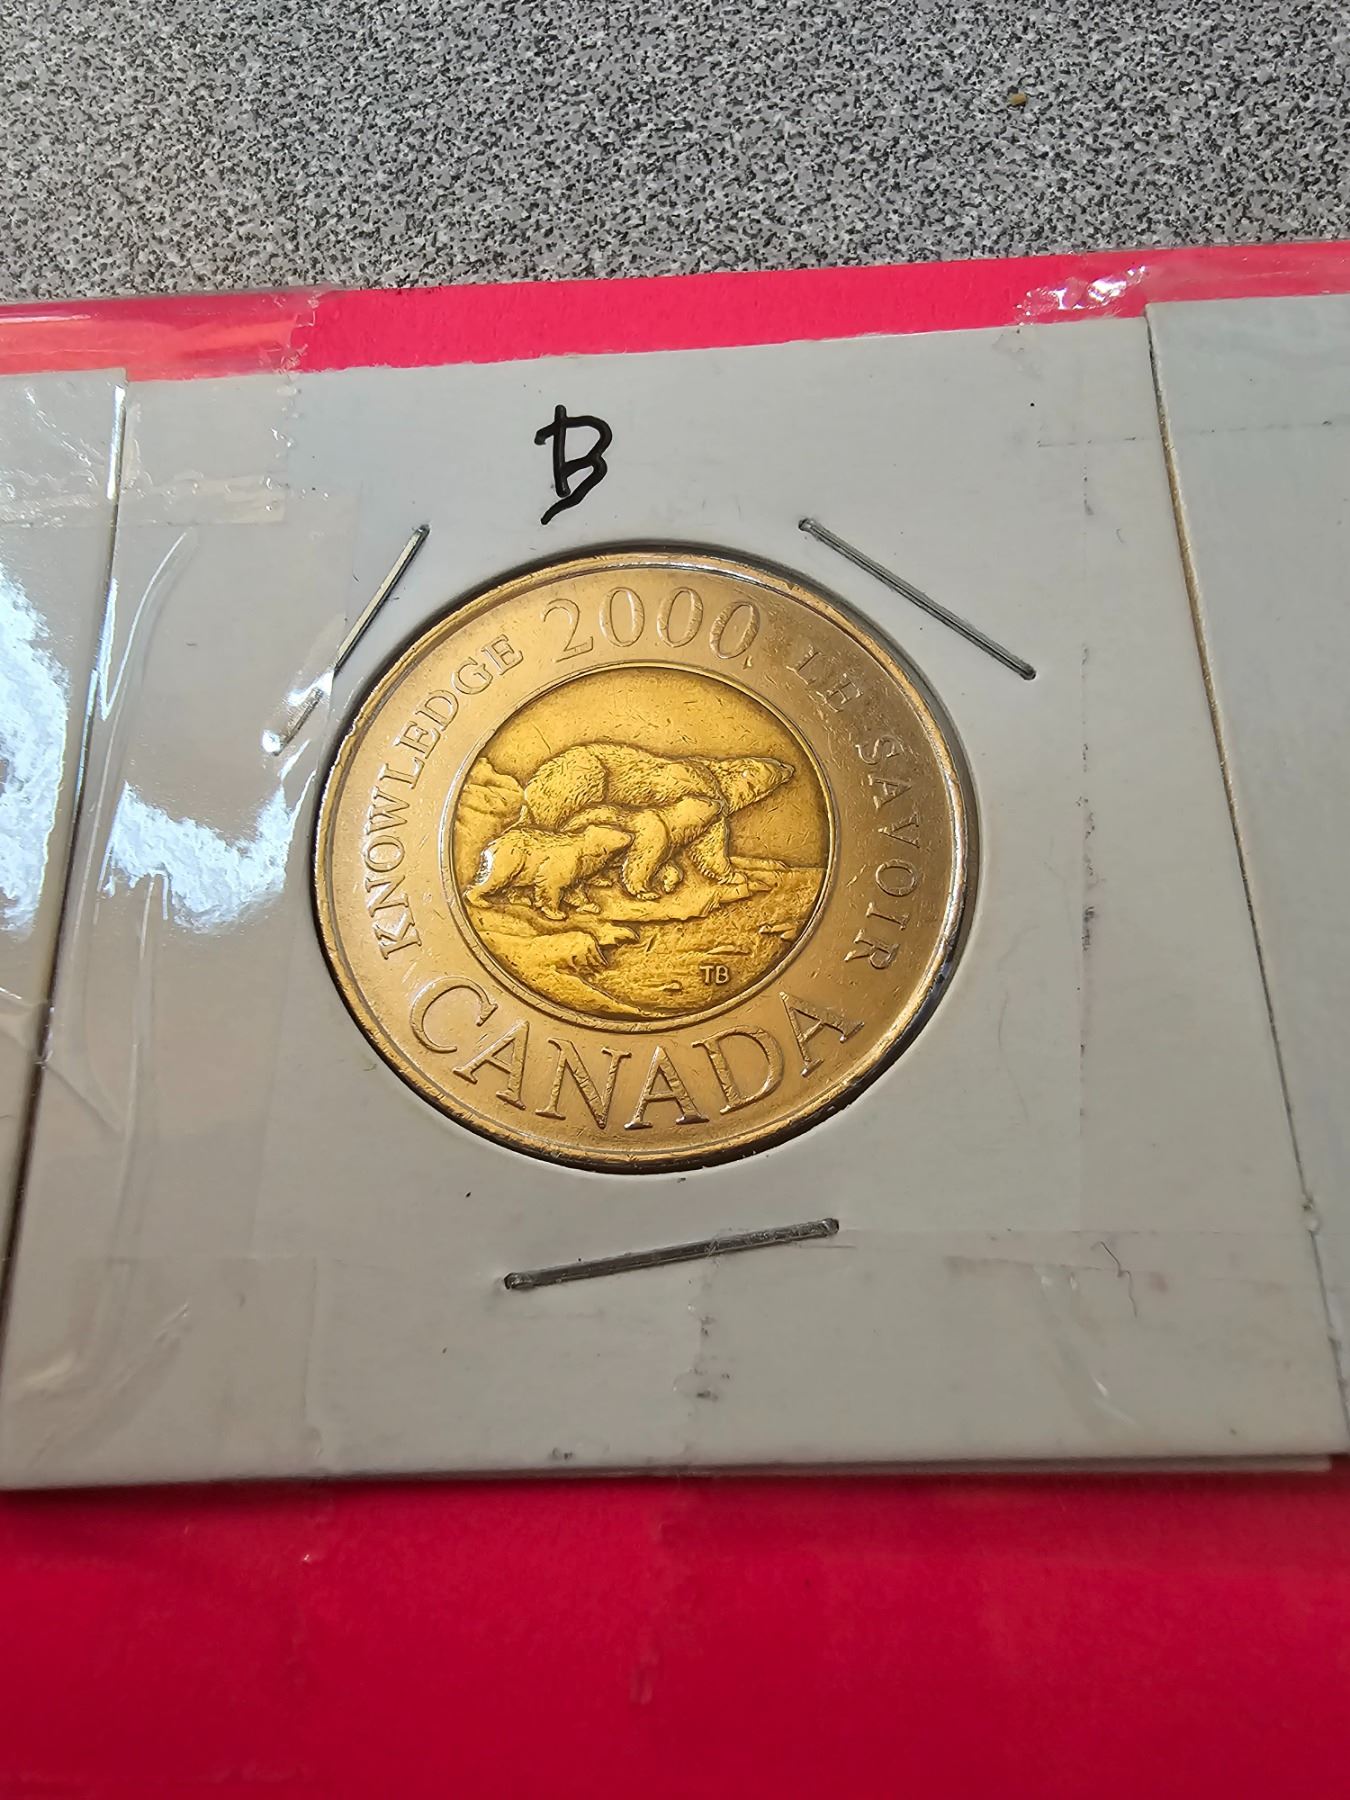 B
KNOWLEDGE 2000 LE SAVOIR
TB
CANADA